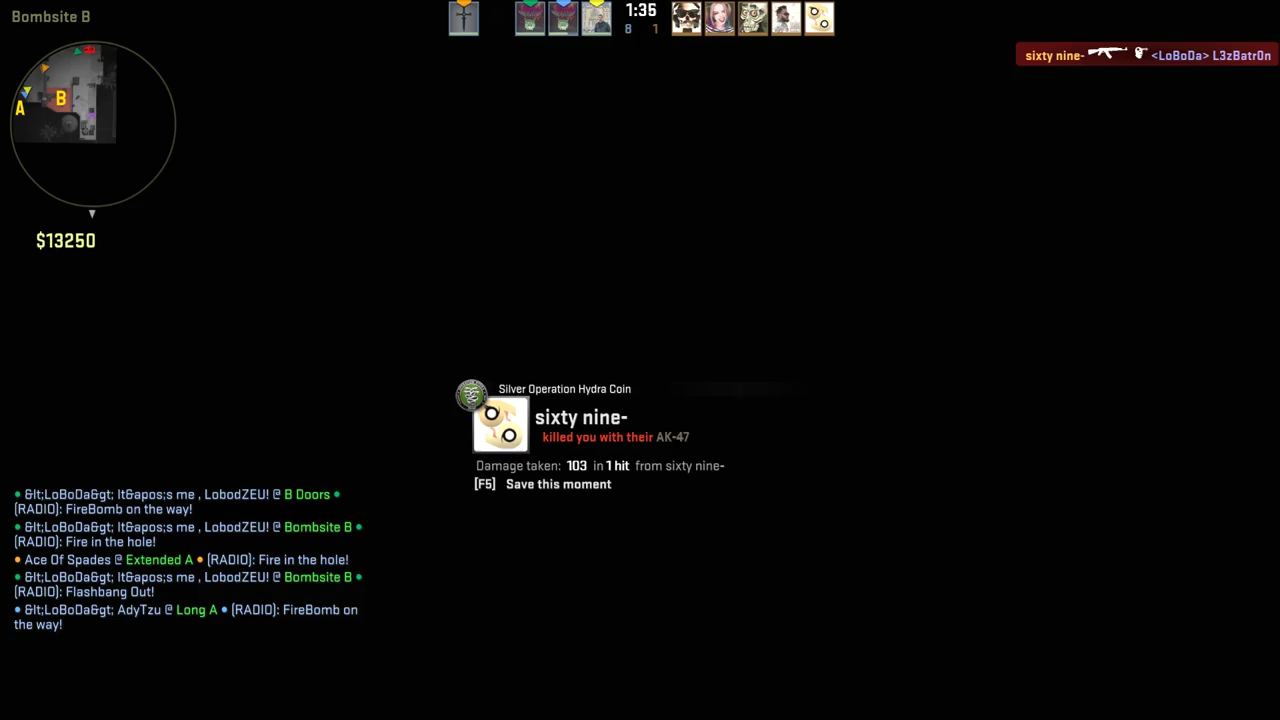 Bombsite B
1:35
8 1
sixty nine- <LoBoDa> L3zBatr0n
A
B
$13250
Silver Operation Hydra Coin
sixty nine-
killed you with their AK-47
Damage taken: 103 in 1 hit from sixty nine-
[F5] Save this moment
• &lt;LoBoDa&gt; It&apos;s me , LobodZEU! @ B Doors •
(RADIO): FireBomb on the way!
• &lt;LoBoDa&gt; It&apos;s me , LobodZEU! @ Bombsite B •
(RADIO): Fire in the hole!
• Ace Of Spades @ Extended A • (RADIO): Fire in the hole!
• &lt;LoBoDa&gt; It&apos;s me , LobodZEU! @ Bombsite B •
(RADIO): Flashbang Out!
• &lt;LoBoDa&gt; AdyTzu @ Long A • (RADIO): FireBomb on
the way!